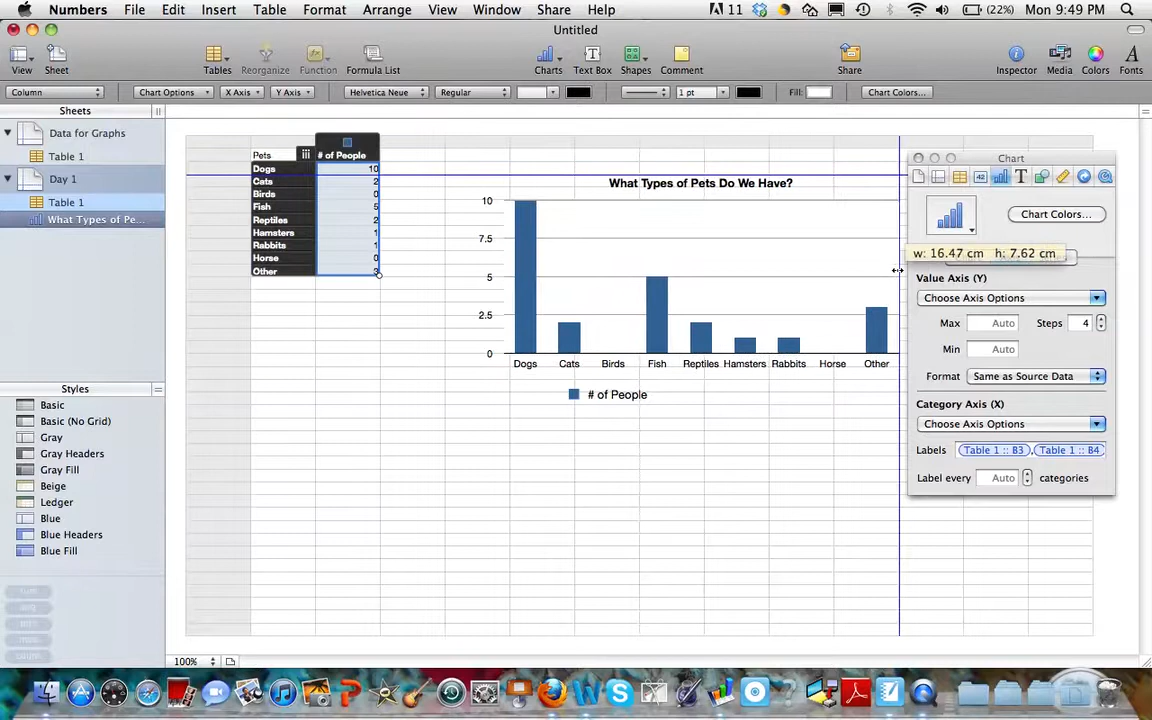 Numbers File Edit Insert Table Format Arrange View Window Share Help 11 (22%) Mon 9:49 PM
Untitled
View Sheet Tables Reorganize Function Formula List Charts Text Box Shapes Comment Share Inspector Media Colors Fonts
Column Chart Options X Axis Y Axis Helvetica Neue Regular 1 pt Fill: Chart Colors...
Sheets
Data for Graphs
Table 1
Day 1
Table 1
What Types of Pe...
Styles
Basic
Basic (No Grid)
Gray
Gray Headers
Gray Fill
Beige
Ledger
Blue
Blue Headers
Blue Fill
Pets # of People
Dogs 10
Cats 2
Birds 0
Fish 5
Reptiles 2
Hamsters 1
Rabbits 1
Horse 0
Other 3
What Types of Pets Do We Have?
10
7.5
5
2.5
0
Dogs Cats Birds Fish Reptiles Hamsters Rabbits Horse Other
# of People
Chart
42
Chart Colors...
w: 16.47 cm h: 7.62 cm
Value Axis (Y)
Choose Axis Options
Max Auto Steps 4
Min Auto
Format Same as Source Data
Category Axis (X)
Choose Axis Options
Labels Table 1 :: B3, Table 1 :: B4
Label every Auto categories
100%